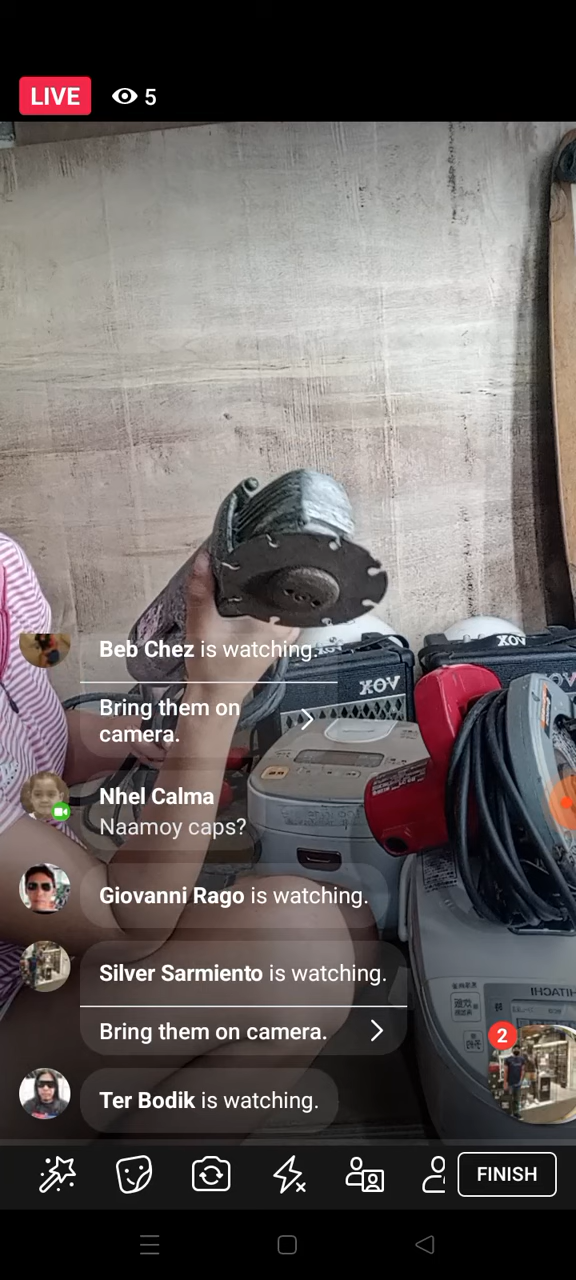 LIVE
5
Beb Chez is watching.
Bring them on
camera.
Nhel Calma
Naamoy caps?
Giovanni Rago is watching.
Silver Sarmiento is watching.
Bring them on camera.
Ter Bodik is watching.
2
FINISH
VOX
VOX
HITACHI